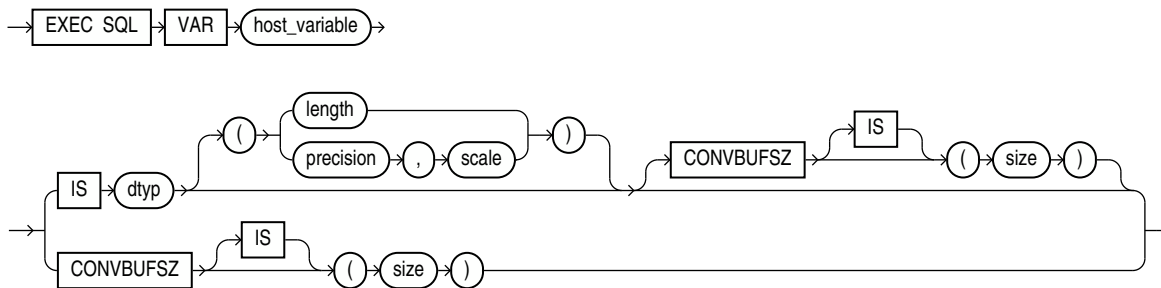 EXEC SQL VAR host_variable
length
( )
precision , scale
IS
CONVBUFSZ ( size )
IS dtyp
IS
CONVBUFSZ ( size )